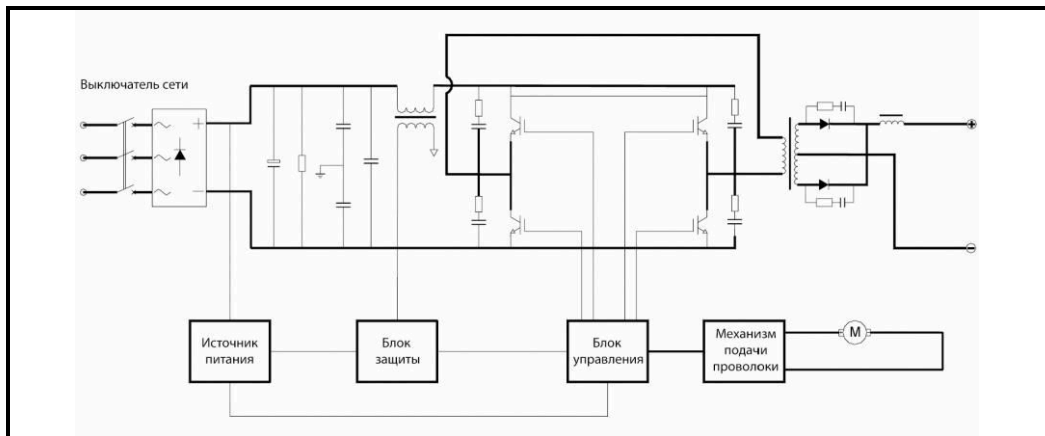 Выключатель сети
+
−
+
−
Источник
питания
Блок
защиты
Блок
управления
Механизм
подачи
проволоки
M